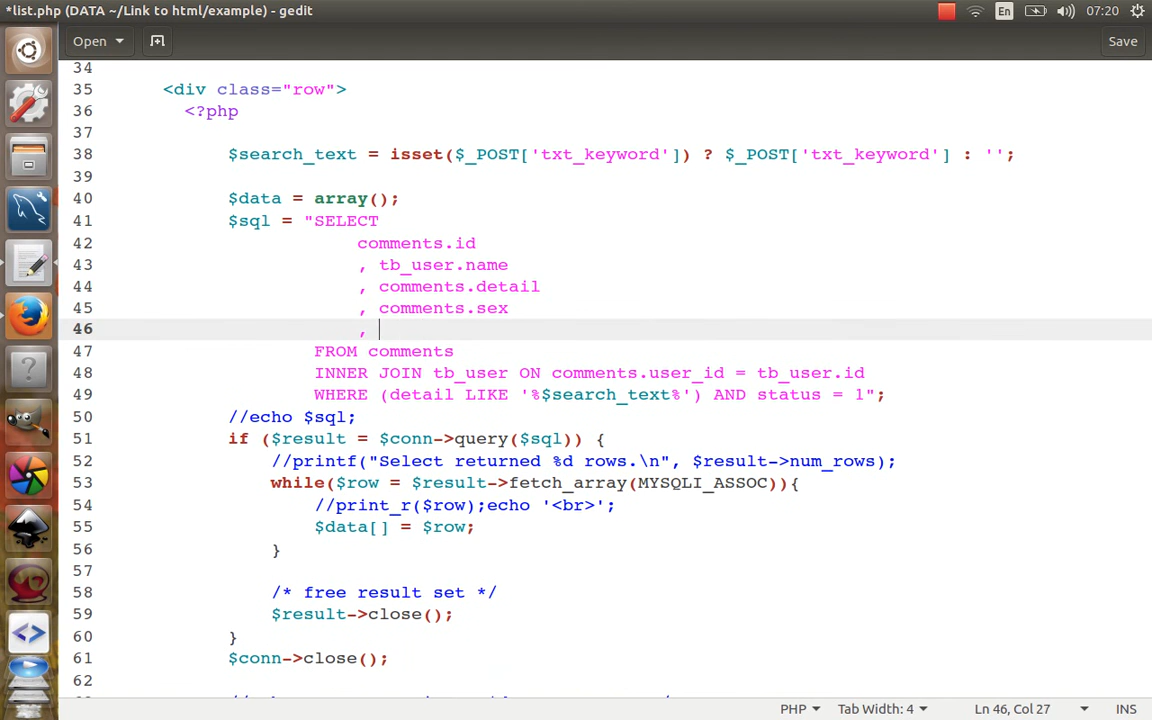 *list.php (DATA ~/Link to html/example) - gedit
En
07:20
Open
Save
34
35 <div class="row">
36 <?php
37
38 $search_text = isset($_POST['txt_keyword']) ? $_POST['txt_keyword'] : '';
39
40 $data = array();
41 $sql = "SELECT
42 comments.id
43 , tb_user.name
44 , comments.detail
45 , comments.sex
46 ,
47 FROM comments
48 INNER JOIN tb_user ON comments.user_id = tb_user.id
49 WHERE (detail LIKE '%$search_text%') AND status = 1";
50 //echo $sql;
51 if ($result = $conn->query($sql)) {
52 //printf("Select returned %d rows.\n", $result->num_rows);
53 while($row = $result->fetch_array(MYSQLI_ASSOC)){
54 //print_r($row);echo '<br>';
55 $data[] = $row;
56 }
57
58 /* free result set */
59 $result->close();
60 }
61 $conn->close();
62
PHP
Tab Width: 4
Ln 46, Col 27
INS